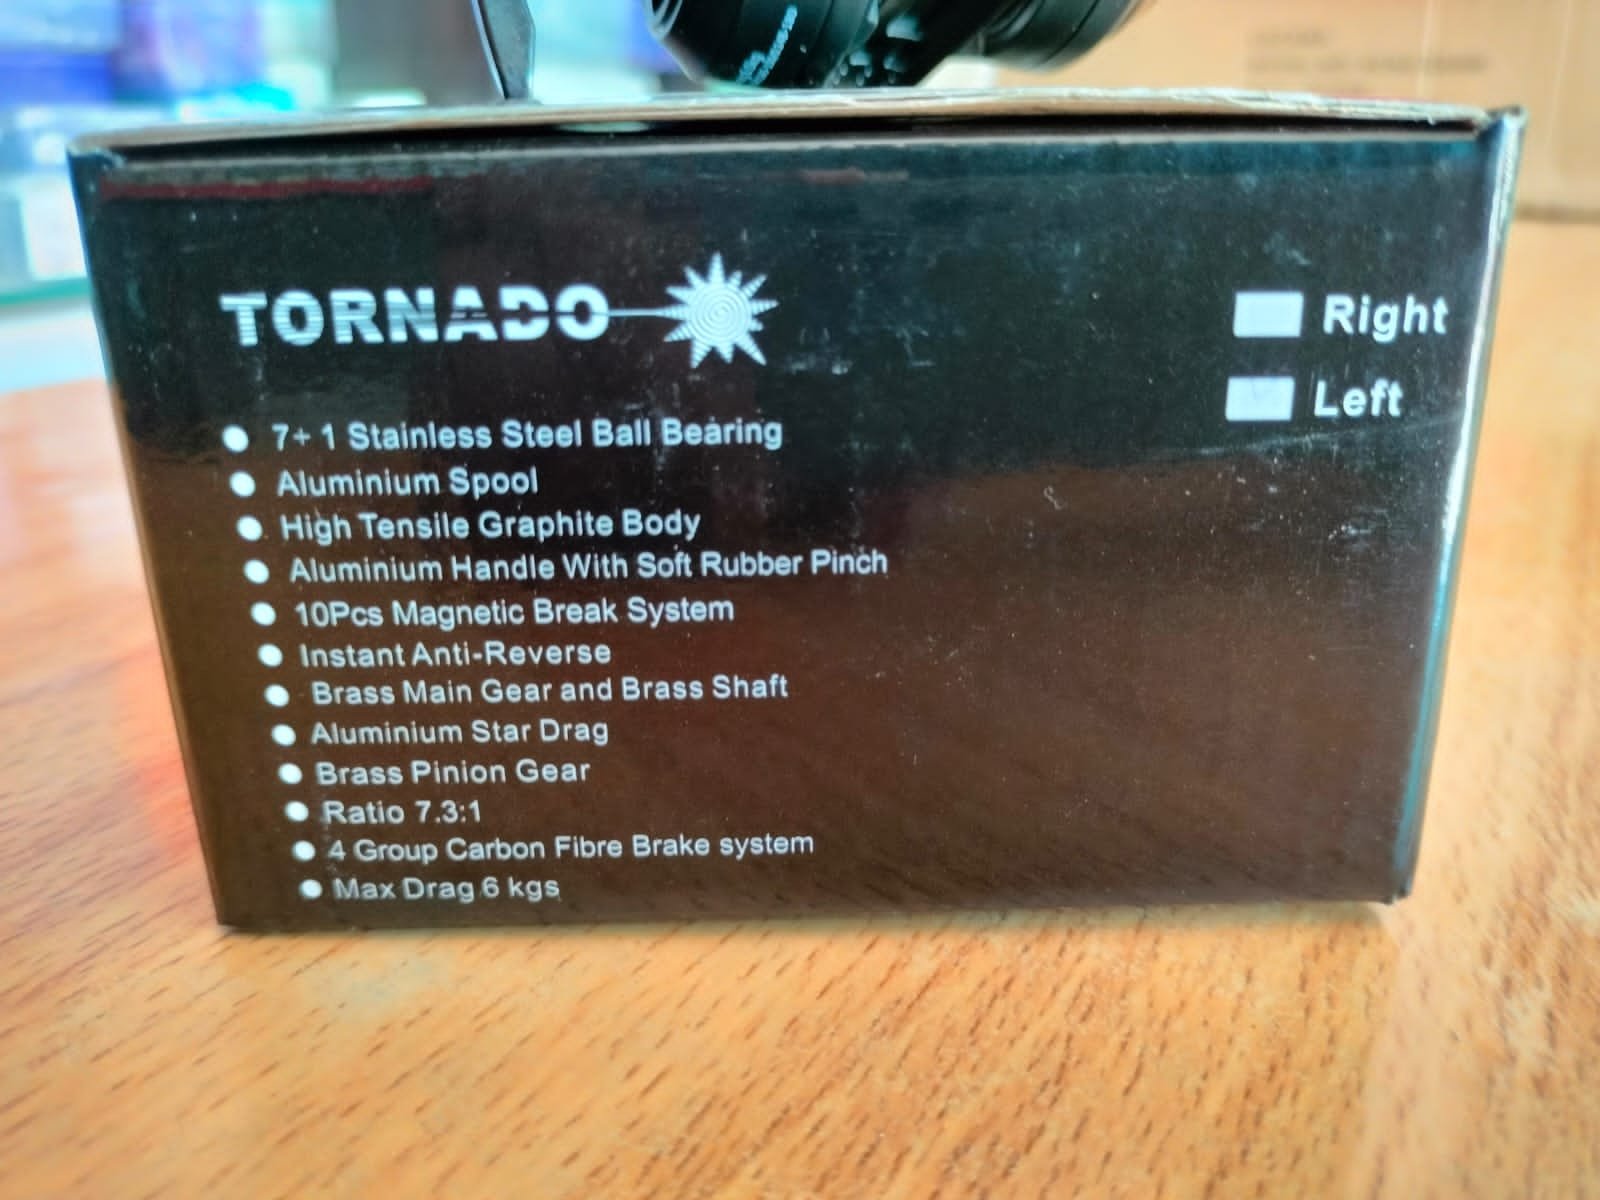 TORNADO
Right
Left
7+1 Stainless Steel Ball Bearing
Aluminium Spool
High Tensile Graphite Body
Aluminium Handle With Soft Rubber Pinch
10Pcs Magnetic Break System
Instant Anti-Reverse
Brass Main Gear and Brass Shaft
Aluminium Star Drag
Brass Pinion Gear
Ratio 7.3:1
4 Group Carbon Fibre Brake system
Max Drag 6 kgs